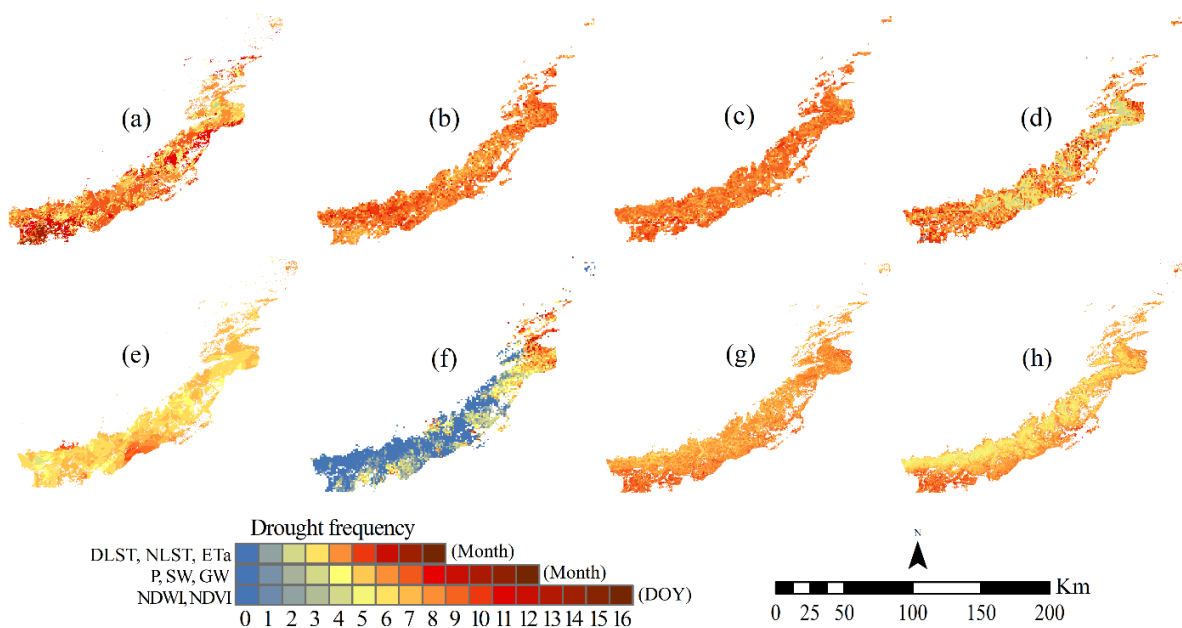 (a)
(b)
(c)
(d)
(e)
(f)
(g)
(h)
Drought frequency
DLST, NLST, ETa (Month)
P, SW, GW (Month)
NDWI, NDVI (DOY)
0 1 2 3 4 5 6 7 8 9 10 11 12 13 14 15 16
N
Km
0 25 50 100 150 200